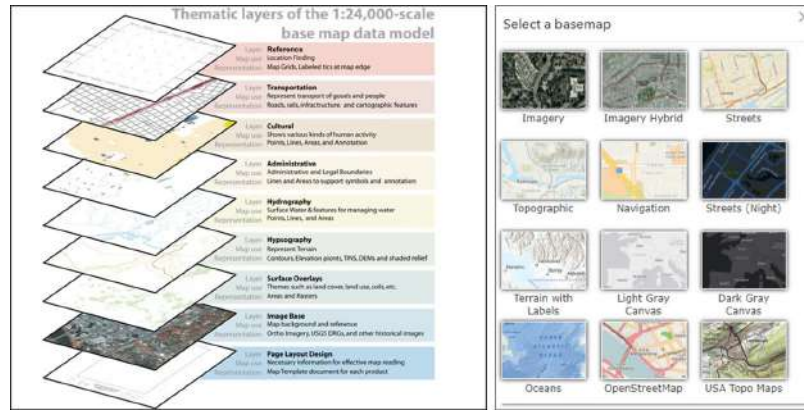 Thematic layers of the 1:24,000-scale
base map data model
Layer Reference
Map use Location Finding
Representation Map Grids, Labeled tics at map edge
Layer Transportation
Map use Represent transport of goods and people
Representation Roads, rails, infrastructure and cartographic features
Layer Cultural
Map use Shows various kinds of human activity
Representation Points, Lines, Areas, and Annotation
Layer Administrative
Map use Administrative and Legal Boundaries
Representation Lines and Areas to support symbols and annotation
Layer Hydrography
Map use Surface Water & features for managing water
Representation Points, Lines, and Areas
Layer Hypsography
Map use Represent Terrain
Representation Contours, Elevation points, TINS, DEMs and shaded relief
Layer Surface Overlays
Map use Themes such as land cover, land use, soils, etc.
Representation Areas and Rasters
Layer Image Base
Map use Map background and reference
Representation Ortho Imagery, USGS DRGs, and other historical images
Layer Page Layout Design
Map use Necessary information for effective map reading
Representation Map Template document for each product
Select a basemap
Imagery
Imagery Hybrid
Streets
Topographic
Navigation
Streets (Night)
Terrain with
Labels
Light Gray
Canvas
Dark Gray
Canvas
Oceans
OpenStreetMap
USA Topo Maps